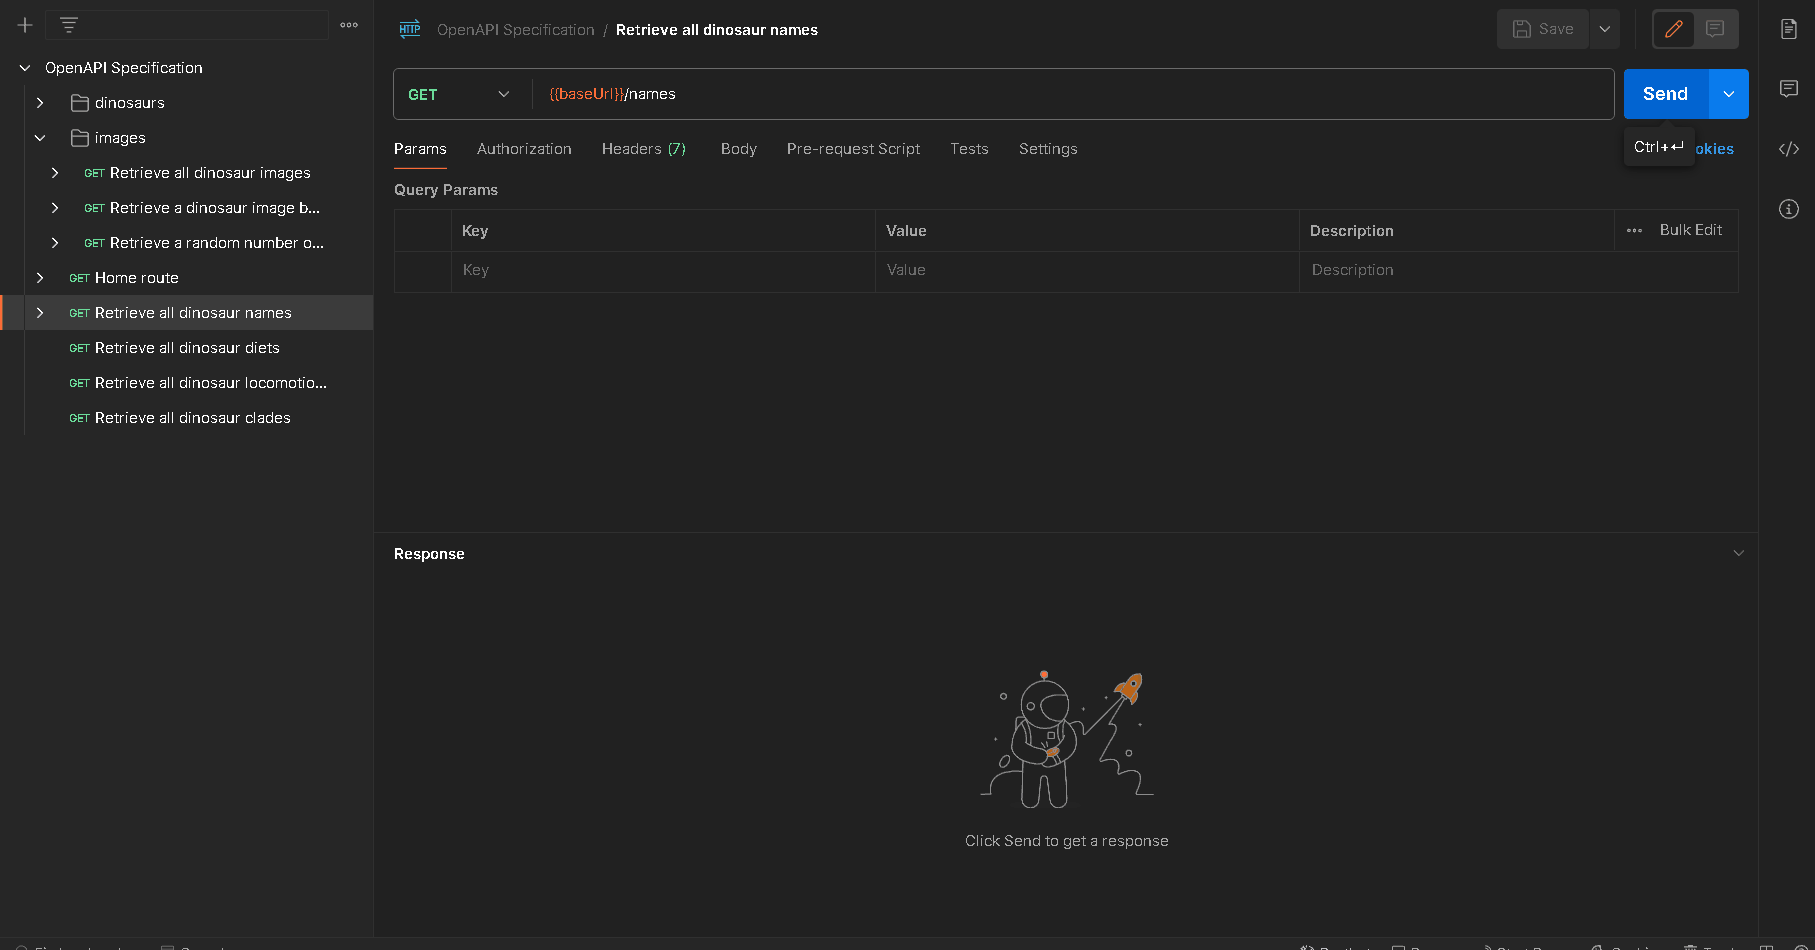 OpenAPI Specification
dinosaurs
images
GET Retrieve all dinosaur images
GET Retrieve a dinosaur image b...
GET Retrieve a random number o...
GET Home route
GET Retrieve all dinosaur names
GET Retrieve all dinosaur diets
GET Retrieve all dinosaur locomotio...
GET Retrieve all dinosaur clades
HTTP OpenAPI Specification / Retrieve all dinosaur names
Save
GET {{baseUrl}}/names
Send
Ctrl+↵
okies
Params Authorization Headers (7) Body Pre-request Script Tests Settings
Query Params
Key Value Description ••• Bulk Edit
Key Value Description
Response
Click Send to get a response